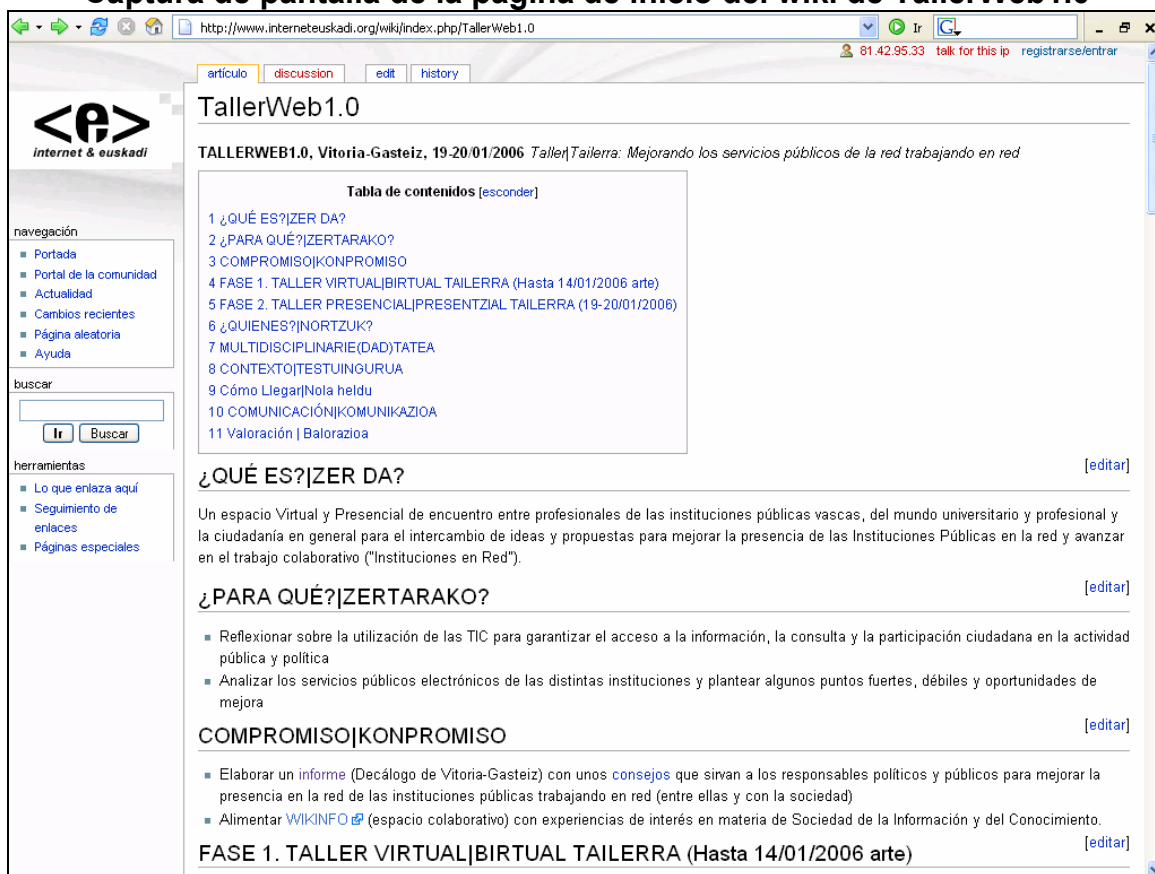 Captura de pantalla de la página de inicio del wiki de TallerWeb1.0
http://www.interneteuskadi.org/wiki/index.php/TallerWeb1.0
Ir
81.42.95.33 talk for this ip registrarse/entrar
artículo discussion edit history
<e>
internet & euskadi
TallerWeb1.0
TALLERWEB1.0, Vitoria-Gasteiz, 19-20/01/2006 Taller|Tailerra: Mejorando los servicios públicos de la red trabajando en red
Tabla de contenidos [esconder]
1 ¿QUÉ ES?|ZER DA?
2 ¿PARA QUÉ?|ZERTARAKO?
3 COMPROMISO|KONPROMISO
4 FASE 1. TALLER VIRTUAL|BIRTUAL TAILERRA (Hasta 14/01/2006 arte)
5 FASE 2. TALLER PRESENCIAL|PRESENTZIAL TAILERRA (19-20/01/2006)
6 ¿QUIENES?|NORTZUK?
7 MULTIDISCIPLINARIE(DAD)TATEA
8 CONTEXTO|TESTUINGURUA
9 Cómo Llegar|Nola heldu
10 COMUNICACIÓN|KOMUNIKAZIOA
11 Valoración | Balorazioa
navegación
Portada
Portal de la comunidad
Actualidad
Cambios recientes
Página aleatoria
Ayuda
buscar
Ir Buscar
herramientas
Lo que enlaza aquí
Seguimiento de
enlaces
Páginas especiales
¿QUÉ ES?|ZER DA? [editar]
Un espacio Virtual y Presencial de encuentro entre profesionales de las instituciones públicas vascas, del mundo universitario y profesional y
la ciudadanía en general para el intercambio de ideas y propuestas para mejorar la presencia de las Instituciones Públicas en la red y avanzar
en el trabajo colaborativo ("Instituciones en Red").
¿PARA QUÉ?|ZERTARAKO? [editar]
Reflexionar sobre la utilización de las TIC para garantizar el acceso a la información, la consulta y la participación ciudadana en la actividad
pública y política
Analizar los servicios públicos electrónicos de las distintas instituciones y plantear algunos puntos fuertes, débiles y oportunidades de
mejora
COMPROMISO|KONPROMISO [editar]
Elaborar un informe (Decálogo de Vitoria-Gasteiz) con unos consejos que sirvan a los responsables políticos y públicos para mejorar la
presencia en la red de las instituciones públicas trabajando en red (entre ellas y con la sociedad)
Alimentar WIKINFO (espacio colaborativo) con experiencias de interés en materia de Sociedad de la Información y del Conocimiento.
FASE 1. TALLER VIRTUAL|BIRTUAL TAILERRA (Hasta 14/01/2006 arte) [editar]